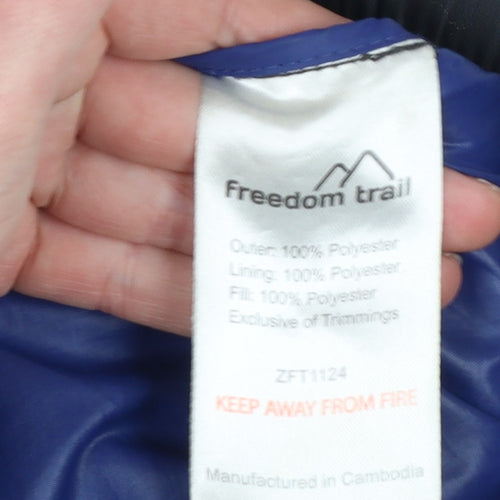 freedom trail
Outer: 100% Polyester
Lining: 100% Polyester
Fill: 100% Polyester
Exclusive of Trimmings
ZFT1124
KEEP AWAY FROM FIRE
Manufactured in Cambodia